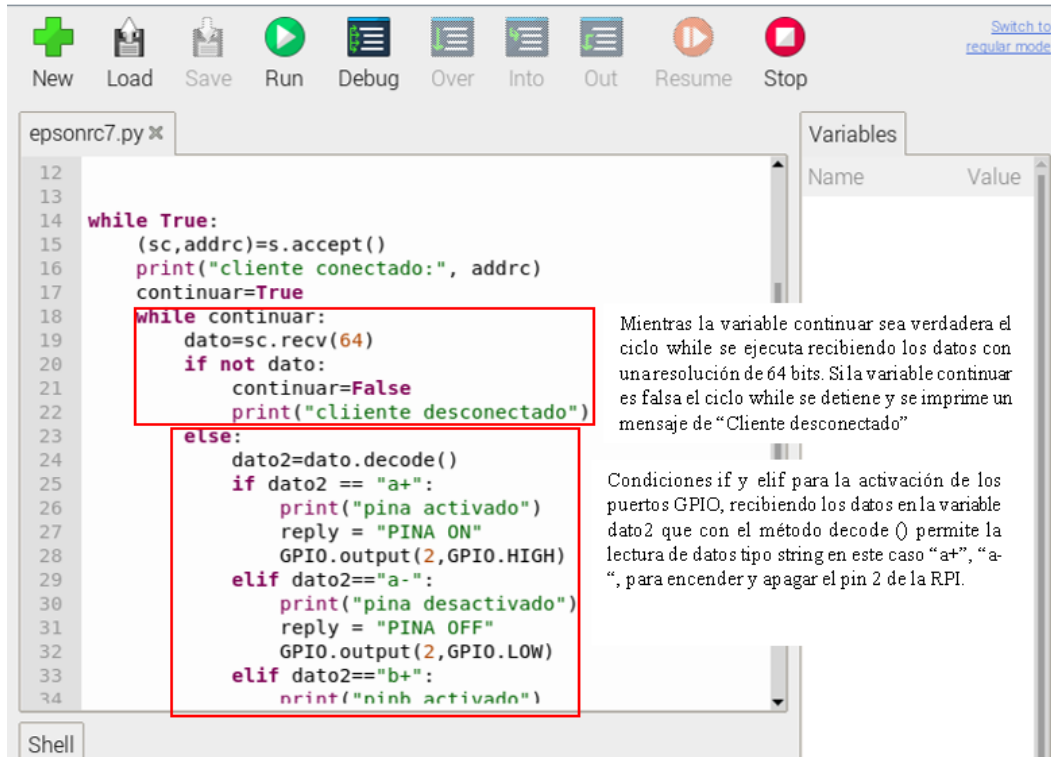 New Load Save Run Debug Over Into Out Resume Stop
Switch to
regular mode
epsonrc7.py
Variables
Name Value
12
13
14 while True:
15 (sc,addrc)=s.accept()
16 print("cliente conectado:", addrc)
17 continuar=True
18 while continuar:
19 dato=sc.recv(64)
20 if not dato:
21 continuar=False
22 print("cliiente desconectado")
23 else:
24 dato2=dato.decode()
25 if dato2 == "a+":
26 print("pina activado")
27 reply = "PINA ON"
28 GPIO.output(2,GPIO.HIGH)
29 elif dato2=="a-":
30 print("pina desactivado")
31 reply = "PINA OFF"
32 GPIO.output(2,GPIO.LOW)
33 elif dato2=="b+":
34 print("pinb activado")
Mientras la variable continuar sea verdadera el
ciclo while se ejecuta recibiendo los datos con
una resolución de 64 bits. Si la variable continuar
es falsa el ciclo while se detiene y se imprime un
mensaje de “Cliente desconectado”
Condiciones if y elif para la activación de los
puertos GPIO, recibiendo los datos en la variable
dato2 que con el método decode () permite la
lectura de datos tipo string en este caso “a+”, “a-
“, para encender y apagar el pin 2 de la RPI.
Shell